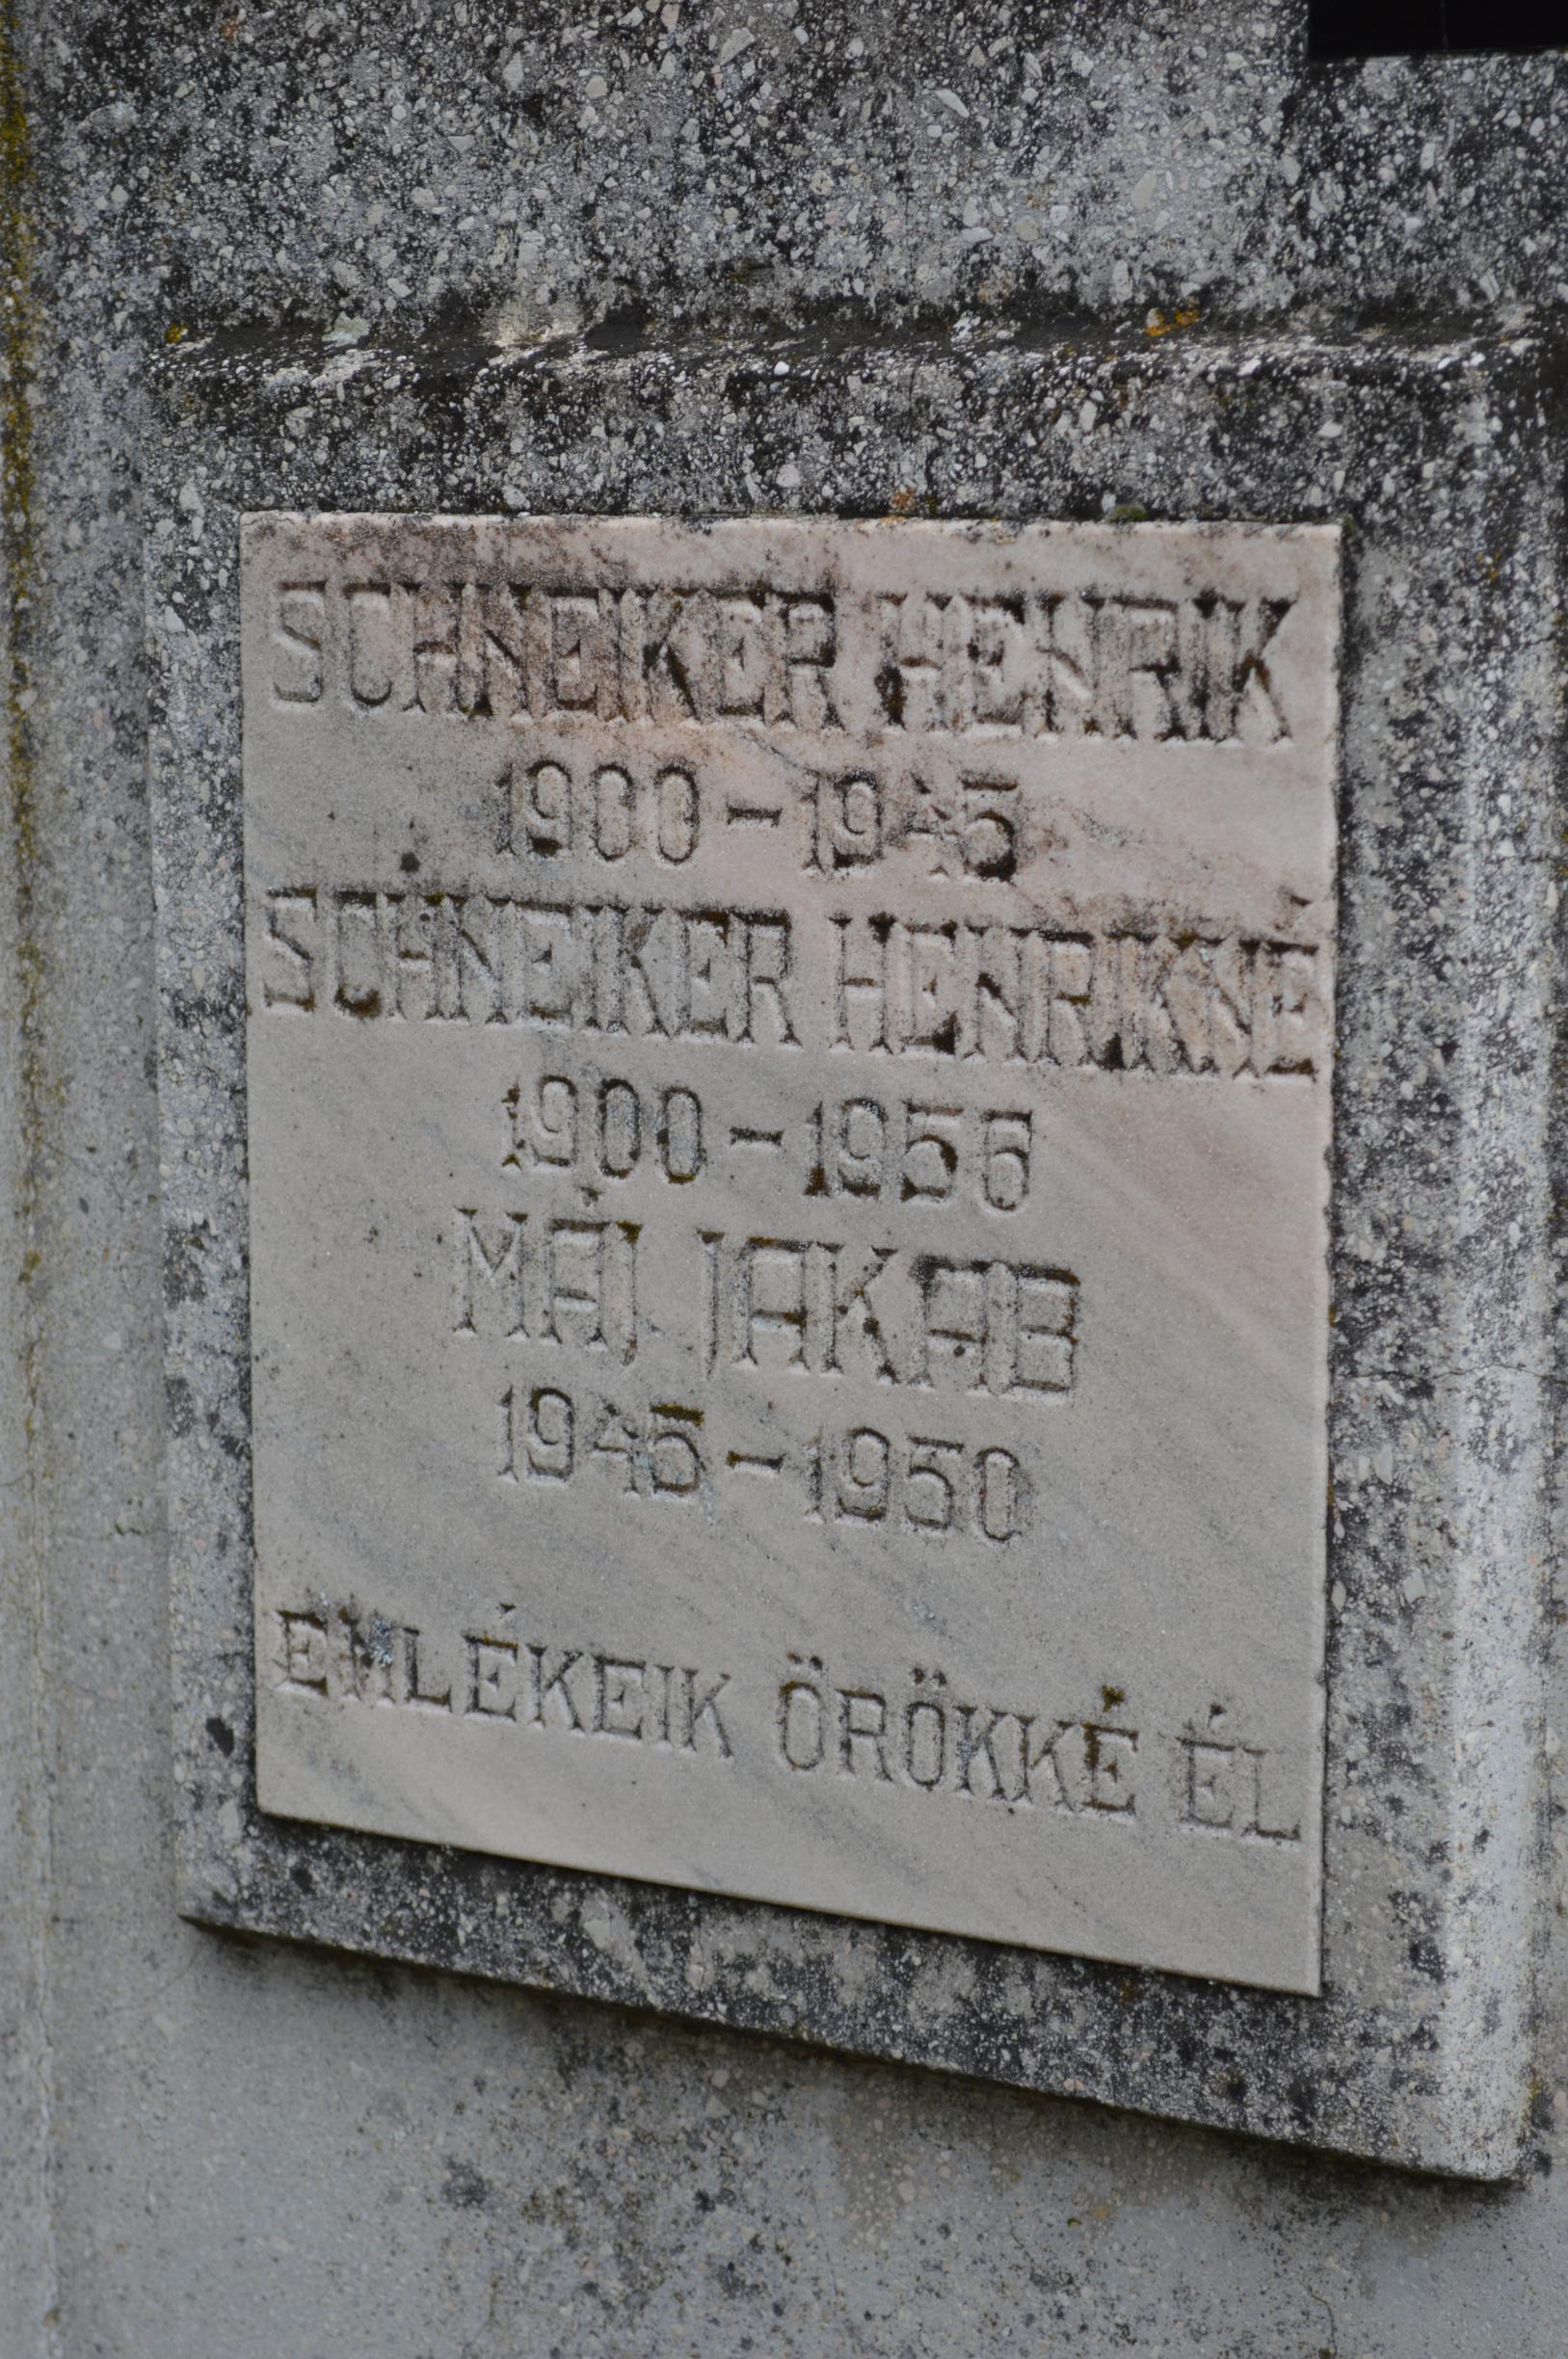 SCHNEIKER HENRIK
1900-1945
SCHNEIKER HENRIKNÉ
1900-1956
MÁJ. JAKAB
1945-1950
EMLÉKEIK ÖRÖKKÉ ÉL